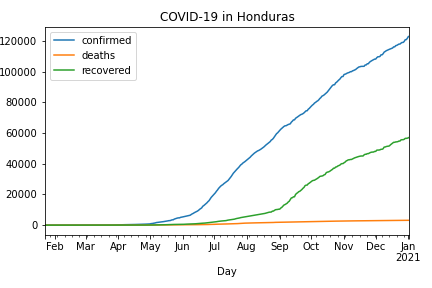 COVID-19 in Honduras
confirmed
deaths
recovered
120000
100000
80000
60000
40000
20000
0
Feb Mar Apr May Jun Jul Aug Sep Oct Nov Dec Jan
2021
Day